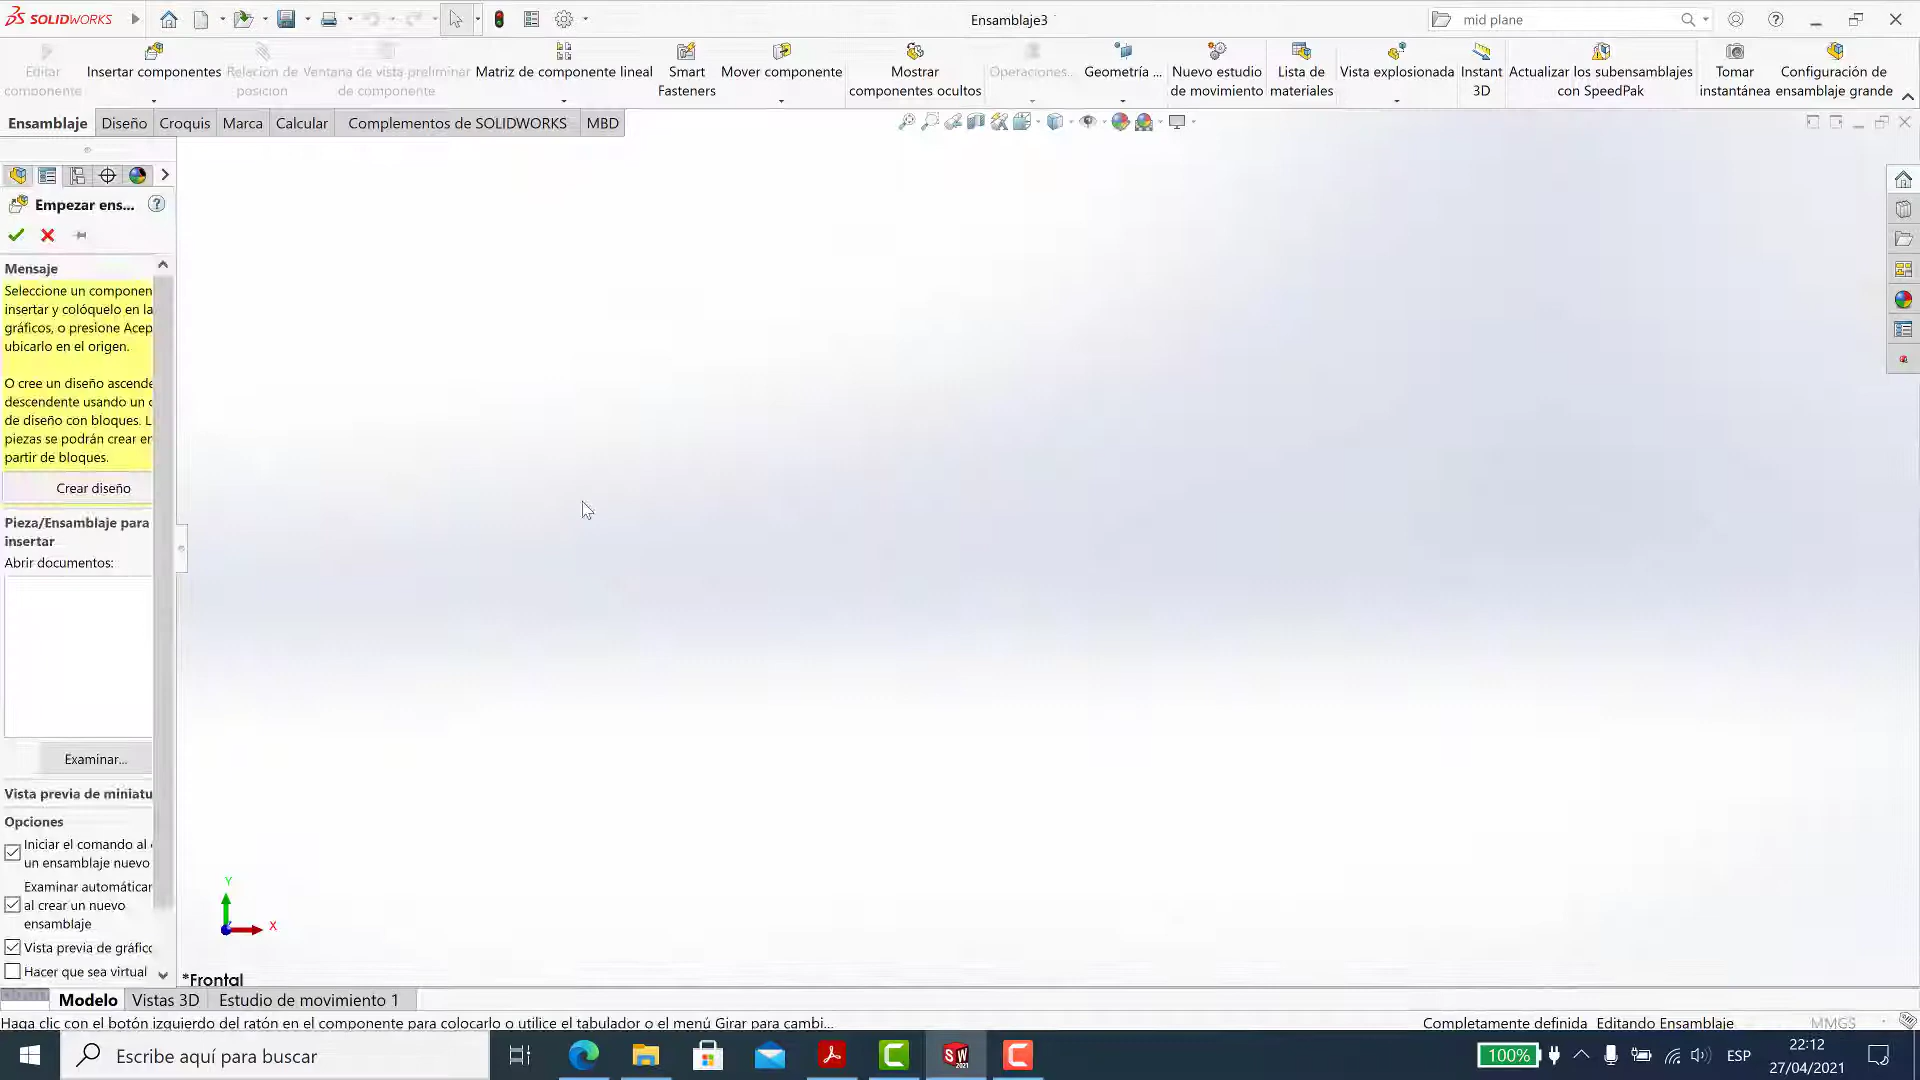 SOLIDWORKS
Ensamblaje3
mid plane
Editar componente
Insertar componentes
Relación de posición
Ventana de vista preliminar de componente
Matriz de componente lineal
Smart Fasteners
Mover componente
Mostrar componentes ocultos
Operaciones...
Geometría ...
Nuevo estudio de movimiento
Lista de materiales
Vista explosionada
Instant 3D
Actualizar los subensamblajes con SpeedPak
Tomar instantánea
Configuración de ensamblaje grande
Ensamblaje Diseño Croquis Marca Calcular Complementos de SOLIDWORKS MBD
Empezar ens...
Mensaje
Seleccione un componen
insertar y colóquelo en la
gráficos, o presione Acep
ubicarlo en el origen.
O cree un diseño ascende
descendente usando un
de diseño con bloques. L
piezas se podrán crear en
partir de bloques.
Crear diseño
Pieza/Ensamblaje para
insertar
Abrir documentos:
Examinar...
Vista previa de miniatu
Opciones
Iniciar el comando al
un ensamblaje nuevo
Examinar automáticar
al crear un nuevo
ensamblaje
Vista previa de gráfico
Hacer que sea virtual
Y
X
*Frontal
Modelo Vistas 3D Estudio de movimiento 1
Haga clic con el botón izquierdo del ratón en el componente para colocarlo o utilice el tabulador o el menú Girar para cambi...
Completamente definida Editando Ensamblaje MMGS
Escribe aquí para buscar
SW
2021
100%
ESP
22:12
27/04/2021